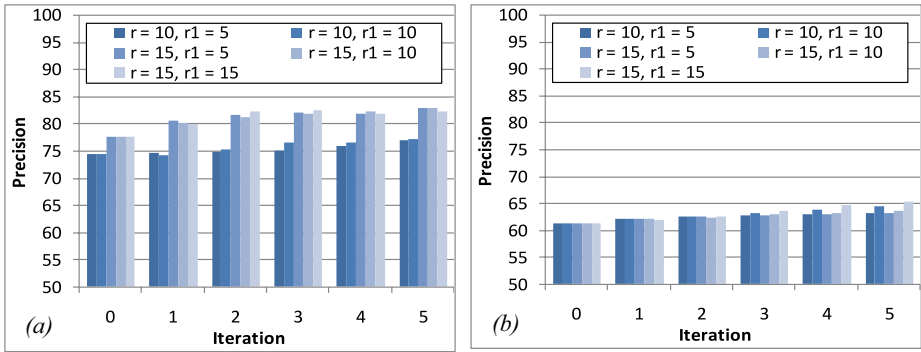 100
95
90
85
80
75
70
65
60
55
50
Precision
r = 10, r1 = 5
r = 10, r1 = 10
r = 15, r1 = 5
r = 15, r1 = 10
r = 15, r1 = 15
0 1 2 3 4 5
Iteration
(a)
100
95
90
85
80
75
70
65
60
55
50
Precision
r = 10, r1 = 5
r = 10, r1 = 10
r = 15, r1 = 5
r = 15, r1 = 10
r = 15, r1 = 15
0 1 2 3 4 5
Iteration
(b)